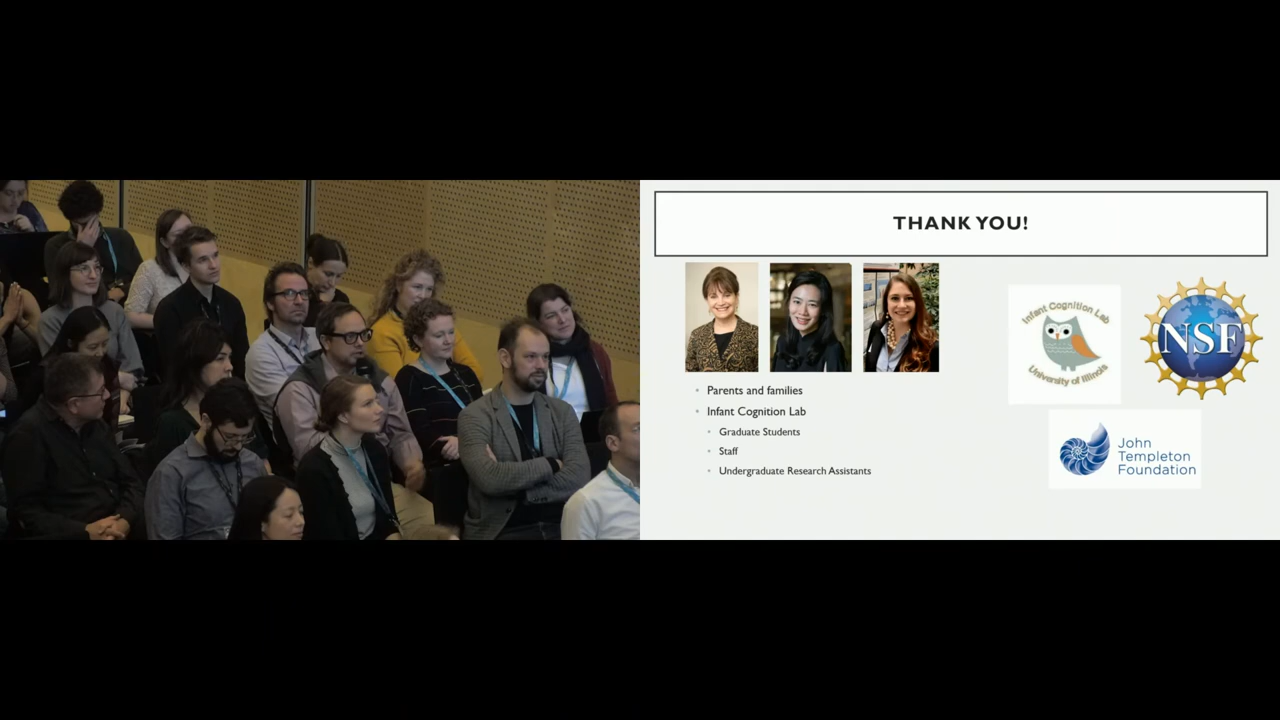 THANK YOU!
Parents and families
Infant Cognition Lab
Graduate Students
Staff
Undergraduate Research Assistants
Infant Cognition Lab
University of Illinois
NSF
John
Templeton
Foundation